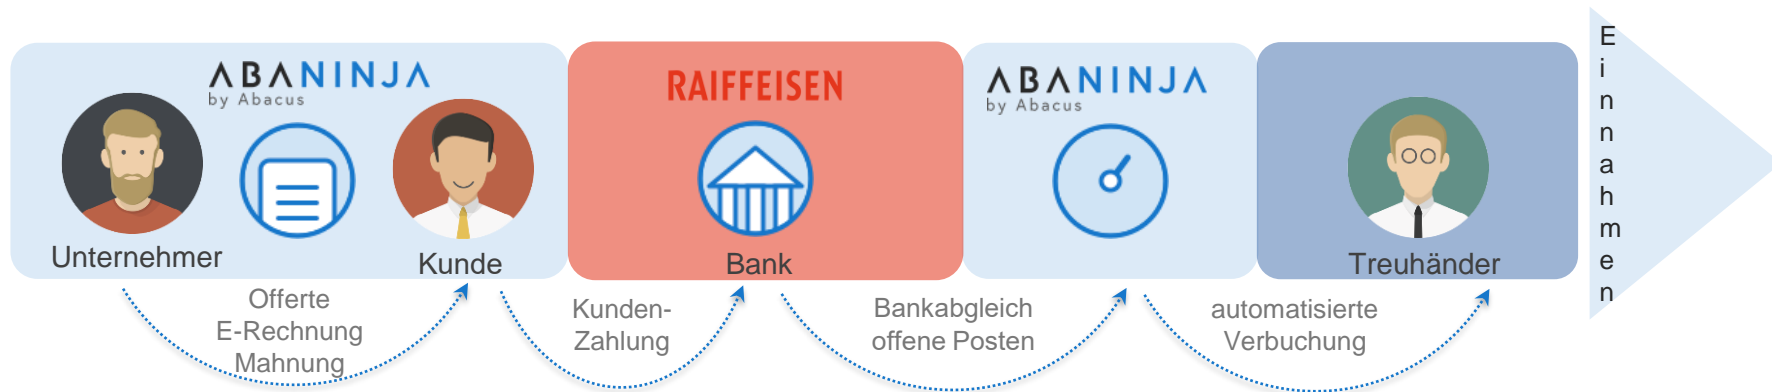 ABANINJA
by Abacus
Unternehmer
Kunde
RAIFFEISEN
Bank
ABANINJA
by Abacus
Treuhänder
Offerte
E-Rechnung
Mahnung
Kunden-
Zahlung
Bankabgleich
offene Posten
automatisierte
Verbuchung
Einnahmen